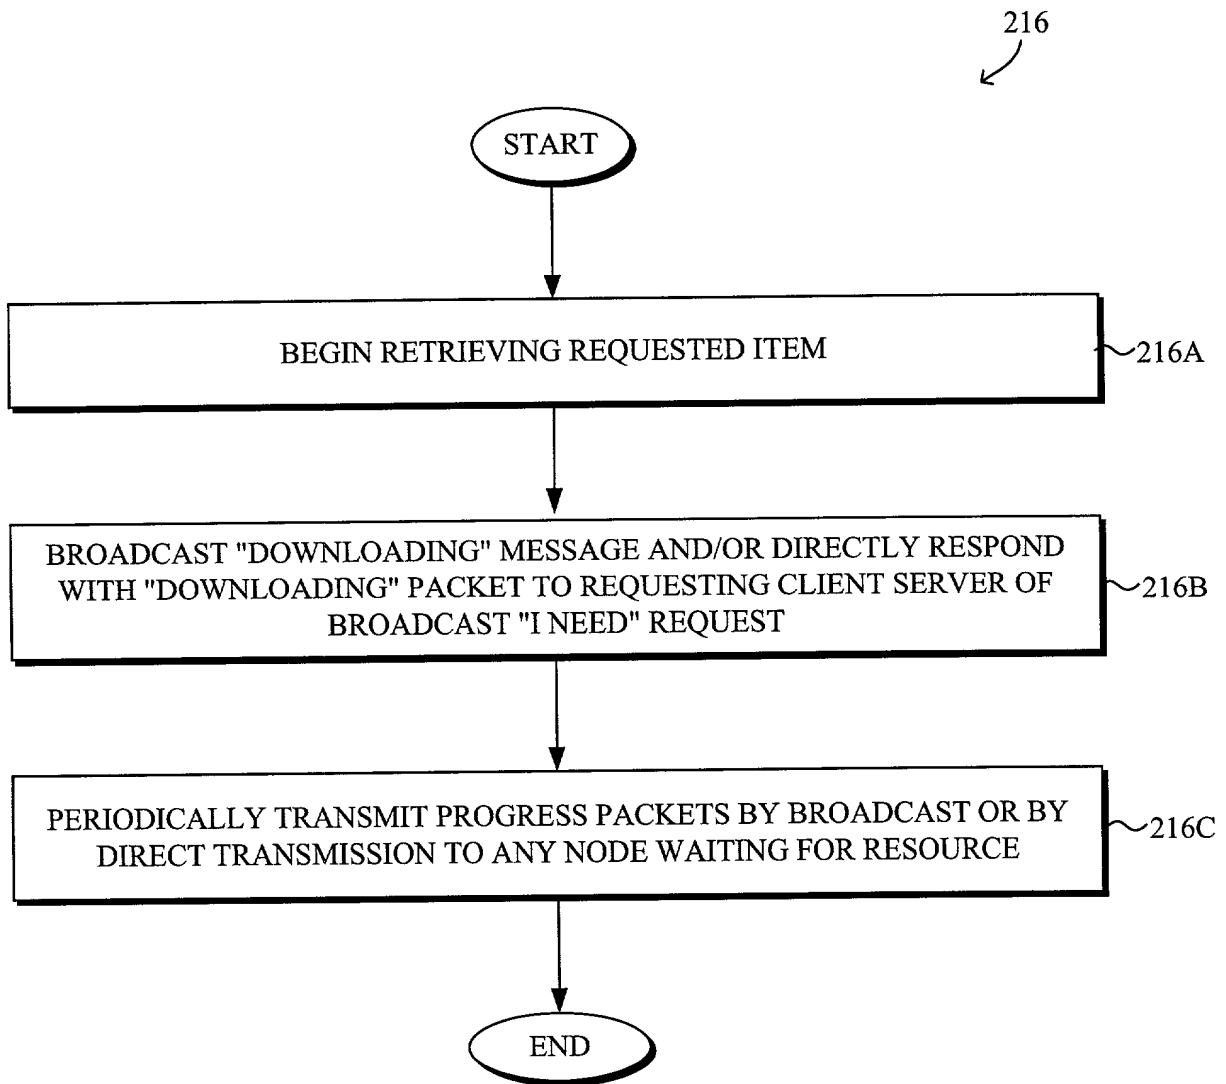 216
START
BEGIN RETRIEVING REQUESTED ITEM
216A
BROADCAST "DOWNLOADING" MESSAGE AND/OR DIRECTLY RESPOND
WITH "DOWNLOADING" PACKET TO REQUESTING CLIENT SERVER OF
BROADCAST "I NEED" REQUEST
216B
PERIODICALLY TRANSMIT PROGRESS PACKETS BY BROADCAST OR BY
DIRECT TRANSMISSION TO ANY NODE WAITING FOR RESOURCE
216C
END